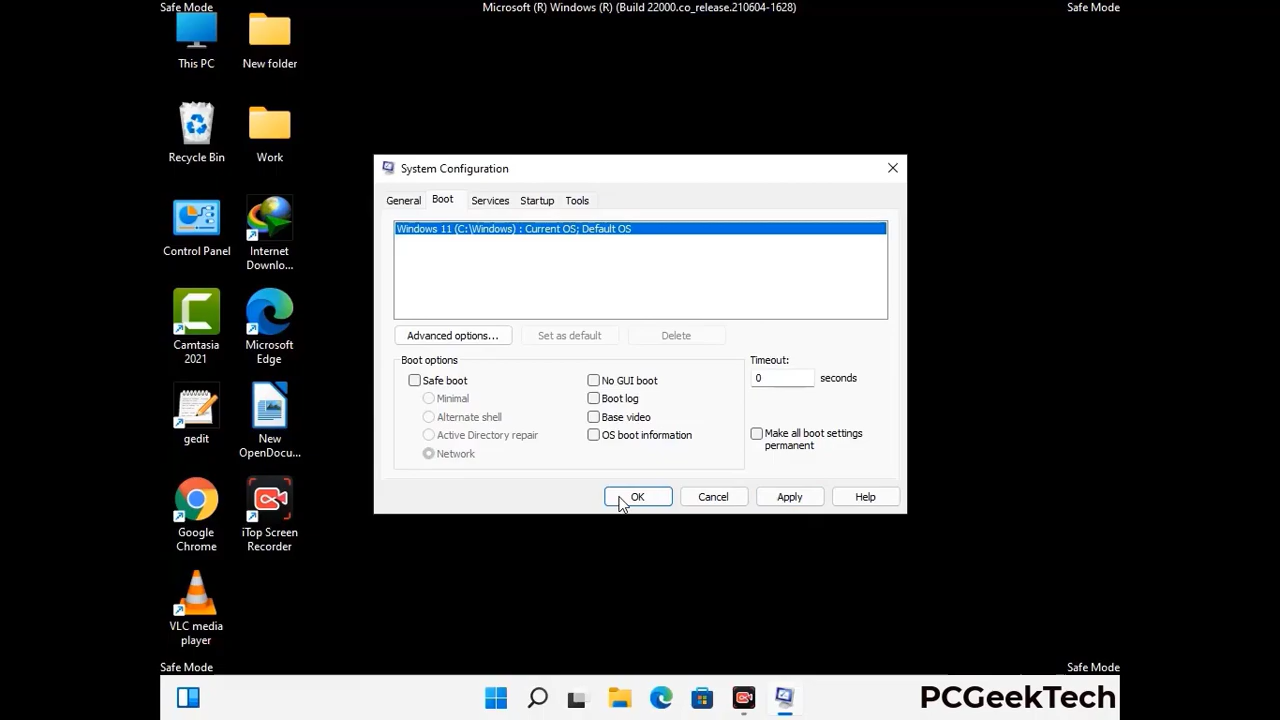 Safe Mode
Microsoft (R) Windows (R) (Build 22000.co_release.210604-1628)
Safe Mode
This PC
New folder
Recycle Bin
Work
Control Panel
Internet
Downlo...
Camtasia
2021
Microsoft
Edge
gedit
New
OpenDocu...
Google
Chrome
iTop Screen
Recorder
VLC media
player
System Configuration
General
Boot
Services
Startup
Tools
Windows 11 (C:\Windows) : Current OS; Default OS
Advanced options...
Set as default
Delete
Boot options
Safe boot
Minimal
Alternate shell
Active Directory repair
Network
No GUI boot
Boot log
Base video
OS boot information
Timeout:
0 seconds
Make all boot settings
permanent
OK
Cancel
Apply
Help
Safe Mode
Safe Mode
PCGeekTech